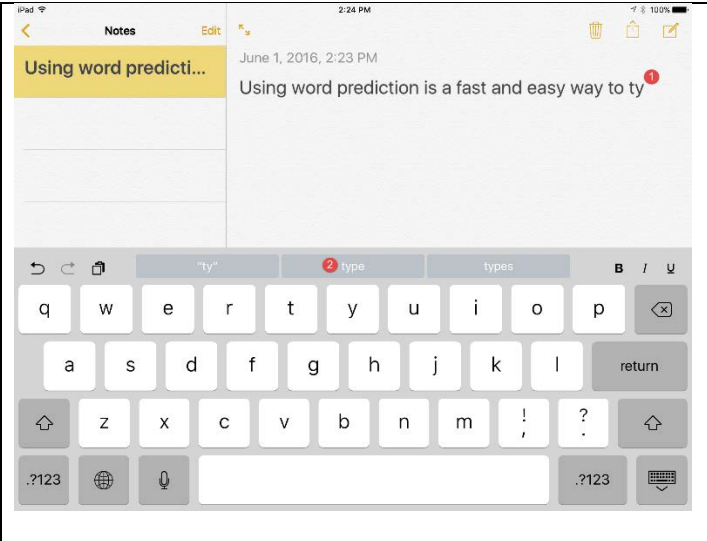 iPad 2:24 PM 100%
Notes Edit
Using word predicti...
June 1, 2016, 2:23 PM
Using word prediction is a fast and easy way to ty 1
"ty" 2 type types B I U
q w e r t y u i o p
a s d f g h j k l return
z x c v b n m ! , ? .
.?123 .?123